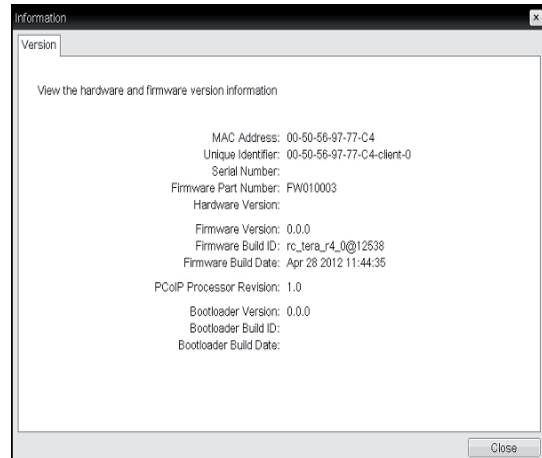 Information
Version
View the hardware and firmware version information
MAC Address: 00-50-56-97-77-C4
Unique Identifier: 00-50-56-97-77-C4-client-0
Serial Number:
Firmware Part Number: FW010003
Hardware Version:
Firmware Version: 0.0.0
Firmware Build ID: rc_tera_r4_0@12538
Firmware Build Date: Apr 28 2012 11:44:35
PCoIP Processor Revision: 1.0
Bootloader Version: 0.0.0
Bootloader Build ID:
Bootloader Build Date:
Close